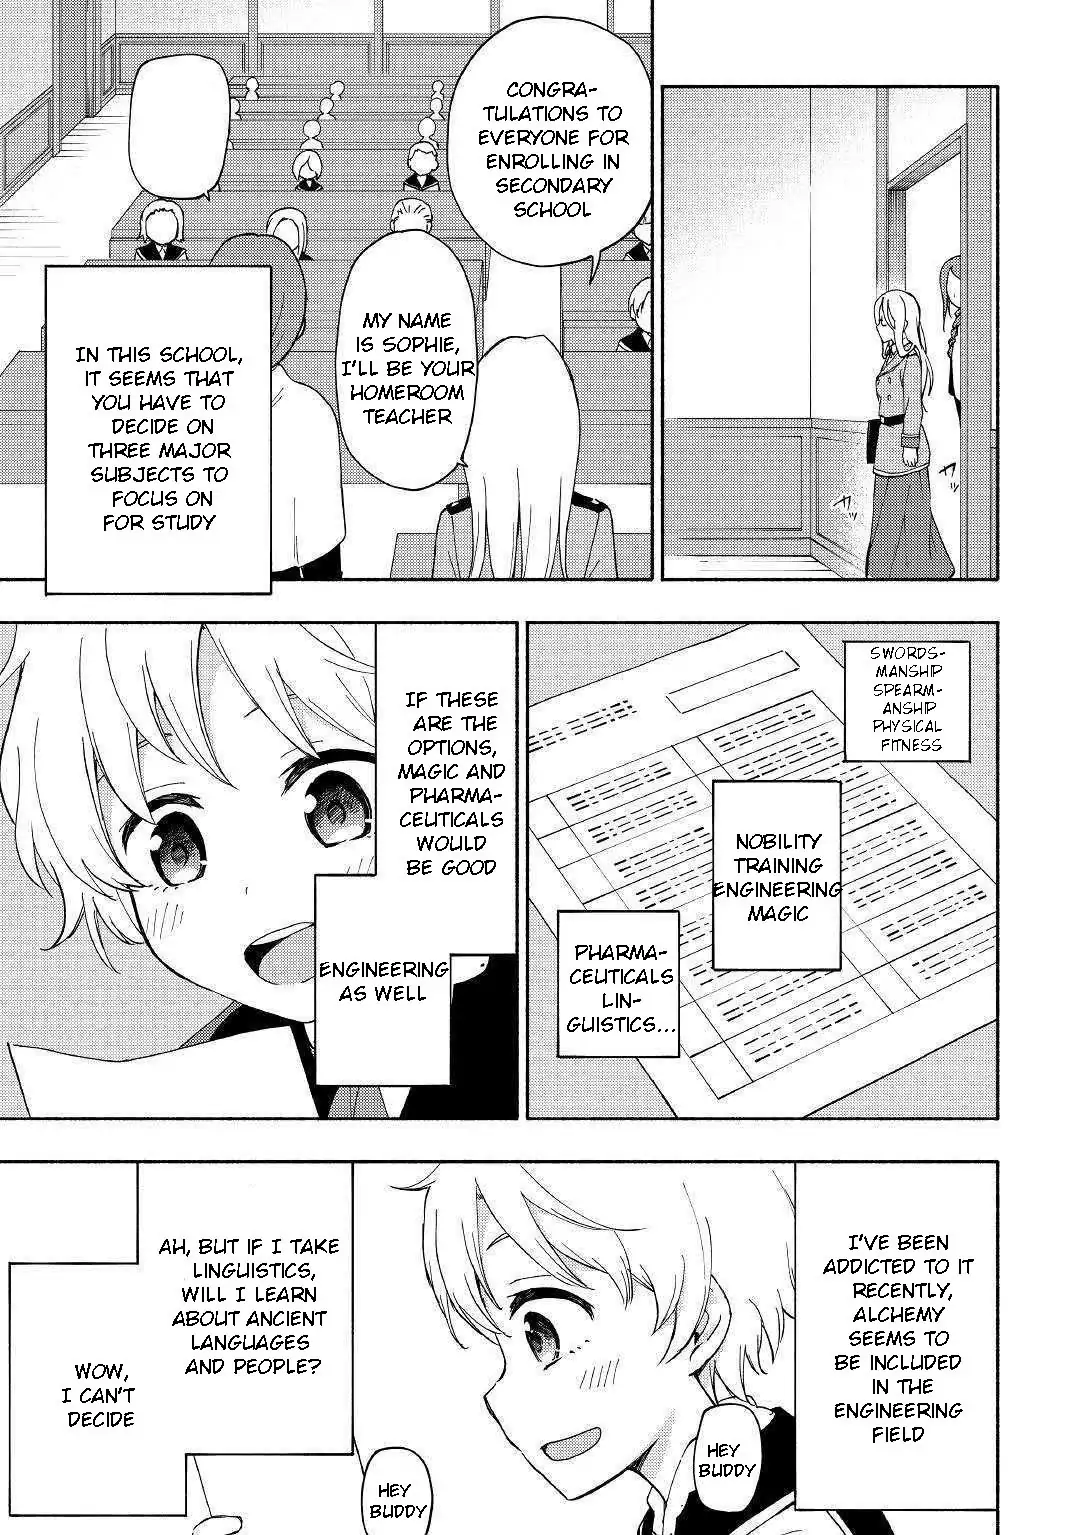 ザッ
ザッ
CONGRA-
TULATIONS TO
EVERYONE FOR
ENROLLING IN
SECONDARY
SCHOOL
MY NAME
IS SOPHIE,
I'LL BE YOUR
HOMEROOM
TEACHER
IN THIS SCHOOL,
IT SEEMS THAT
YOU HAVE TO
DECIDE ON
THREE MAJOR
SUBJECTS TO
FOCUS ON
FOR STUDY
SWORDS-
MANSHIP
SPEARM-
ANSHIP
PHYSICAL
FITNESS
NOBILITY
TRAINING
ENGINEERING
MAGIC
PHARMA-
CEUTICALS
LIN-
GUISTICS...
IF THESE
ARE THE
OPTIONS,
MAGIC AND
PHARMA-
CEUTICALS
WOULD
BE GOOD
ENGINEERING
AS WELL
I'VE BEEN
ADDICTED TO IT
RECENTLY,
ALCHEMY
SEEMS TO
BE INCLUDED
IN THE
ENGINEERING
FIELD
HEY
BUDDY
AH, BUT IF I TAKE
LINGUISTICS,
WILL I LEARN
ABOUT ANCIENT
LANGUAGES
AND PEOPLE?
HEY
BUDDY
WOW,
I CAN'T
DECIDE